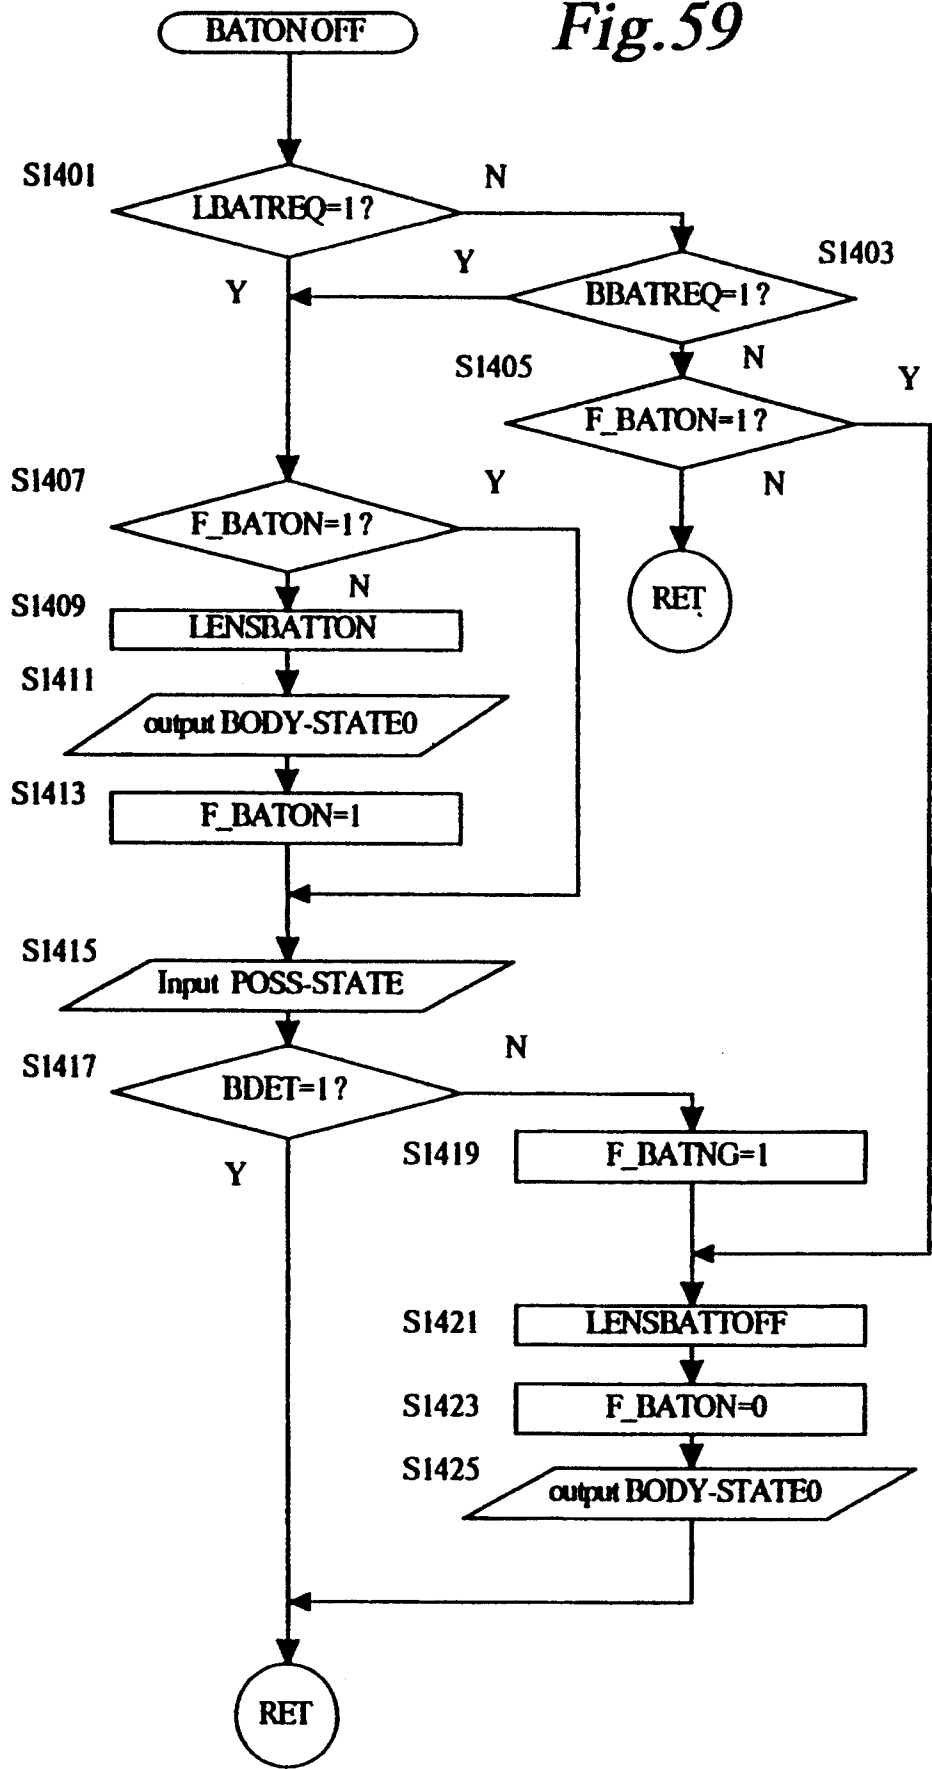 BATON OFF
Fig.59
S1401
LBATREQ=1?
N
Y
S1403
BBATREQ=1?
Y
N
S1405
F_BATON=1?
Y
N
RET
S1407
F_BATON=1?
Y
N
S1409
LENSBATTON
S1411
output BODY-STATE0
S1413
F_BATON=1
S1415
Input POSS-STATE
S1417
BDET=1?
N
Y
S1419
F_BATNG=1
S1421
LENSBATTOFF
S1423
F_BATON=0
S1425
output BODY-STATE0
RET